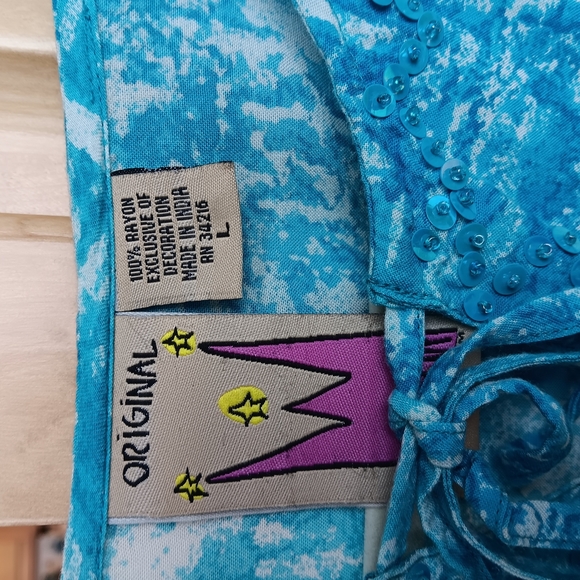 100% RAYON
EXCLUSIVE OF
DECORATION
MADE IN INDIA
RN 34216
L
ORIGINAL